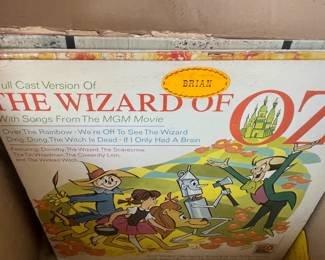 Full Cast Version Of
BRIAN
THE WIZARD OF OZ
With Songs From The MGM Movie
Over The Rainbow • We're Off To See The Wizard
Ding, Dong, The Witch Is Dead • If I Only Had A Brain
Featuring: Dorothy, The Wizard, The Scarecrow,
The Tin Woodman, The Cowardly Lion,
and The Wicked Witch